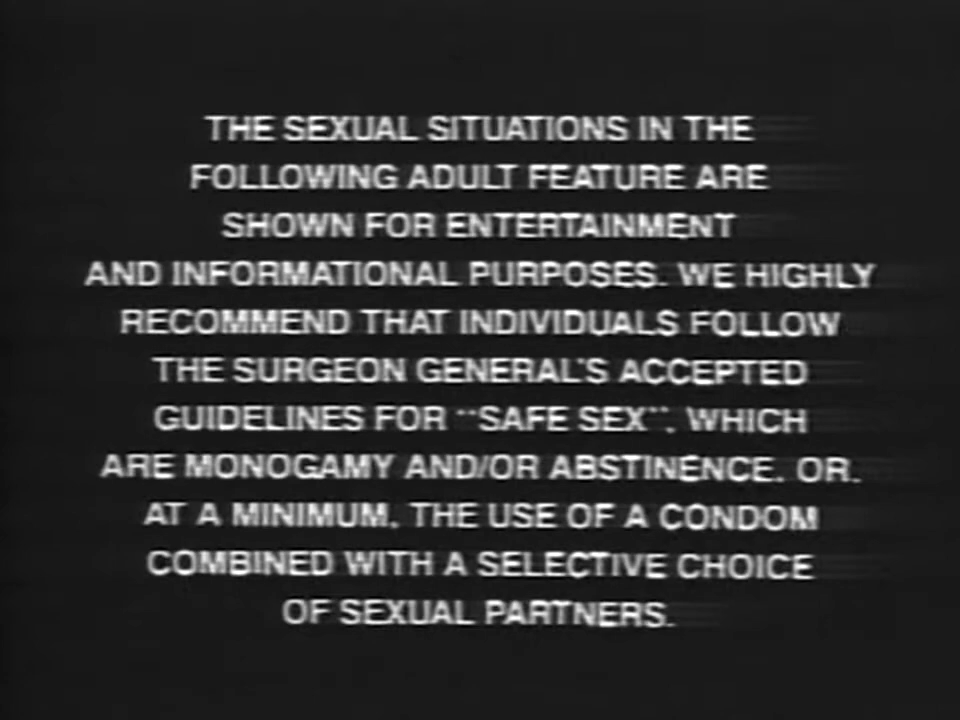 THE SEXUAL SITUATIONS IN THE
FOLLOWING ADULT FEATURE ARE
SHOWN FOR ENTERTAINMENT
AND INFORMATIONAL PURPOSES. WE HIGHLY
RECOMMEND THAT INDIVIDUALS FOLLOW
THE SURGEON GENERAL'S ACCEPTED
GUIDELINES FOR "SAFE SEX", WHICH
ARE MONOGAMY AND/OR ABSTINENCE, OR,
AT A MINIMUM, THE USE OF A CONDOM
COMBINED WITH A SELECTIVE CHOICE
OF SEXUAL PARTNERS.